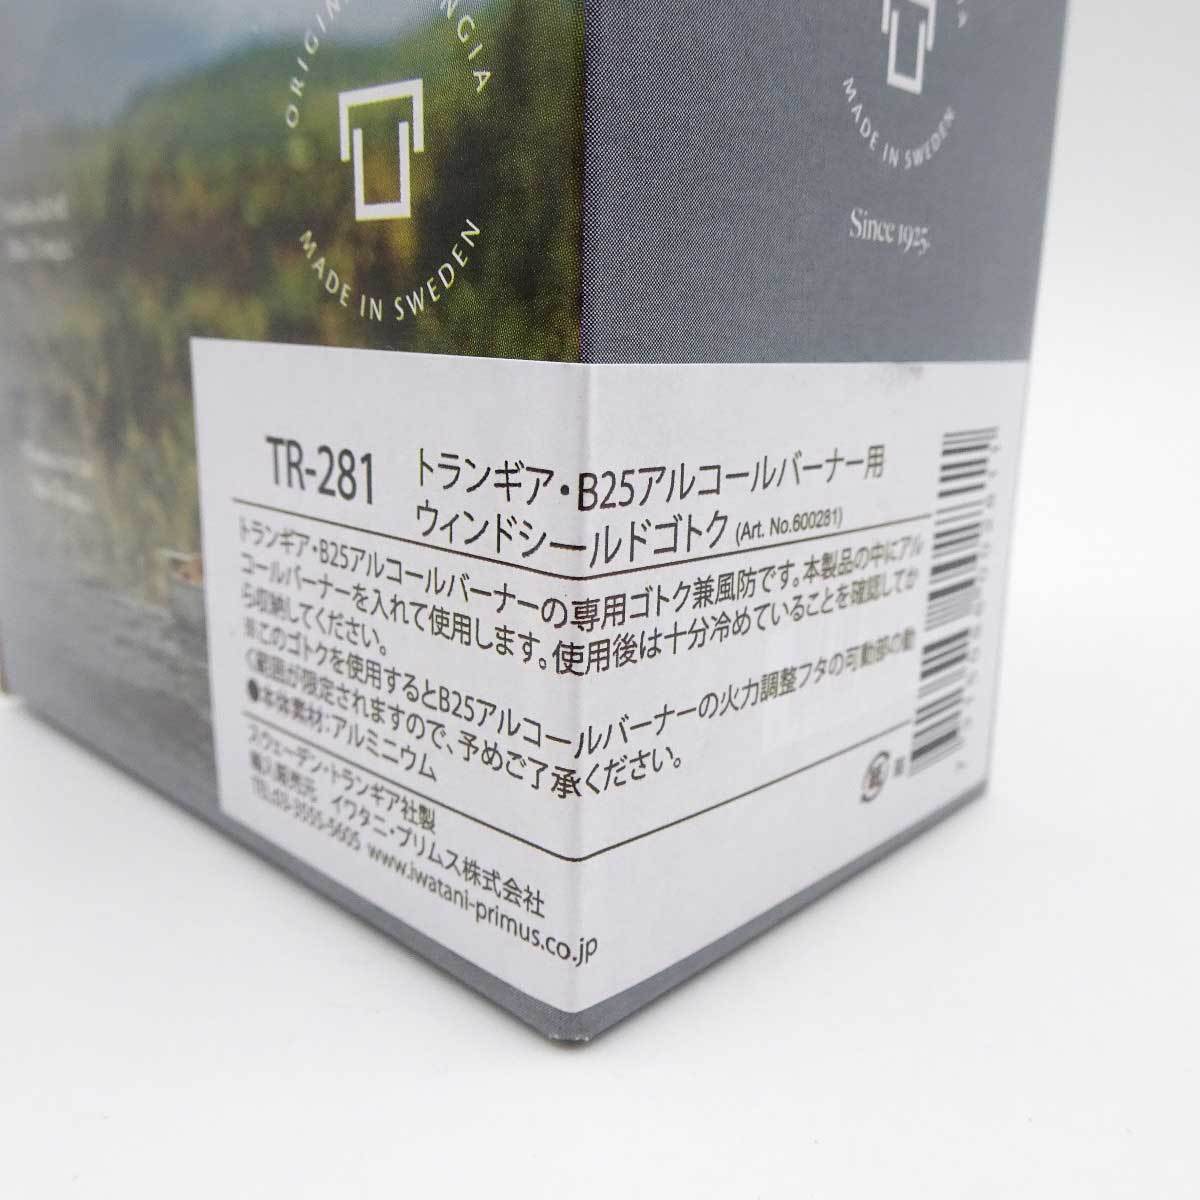 ORIGIN
NGIA
MADE IN SWEDEN
A
MADE IN SWEDEN
Since 1925.
TR-281 トランギア・B25アルコールバーナー用
ウィンドシールドゴトク (Art. No.600281)
トランギア・B25アルコールバーナーの専用ゴトク兼風防です。本製品の中にアル
コールバーナーを入れて使用します。使用後は十分冷めていることを確認してか
ら収納してください。
※このゴトクを使用するとB25アルコールバーナーの火力調整フタの可動部の動
く範囲が限定されますので、予めご了承ください。
●本体素材：アルミニウム
スウェーデン・トランギア社製
輸入販売元 イワタニ・プリムス株式会社
TEL.03-3555-5605 www.iwatani-primus.co.jp
紙